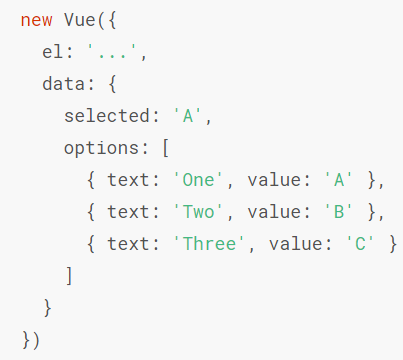 new Vue({
  el: '...',
  data: {
    selected: 'A',
    options: [
      { text: 'One', value: 'A' },
      { text: 'Two', value: 'B' },
      { text: 'Three', value: 'C' }
    ]
  }
})